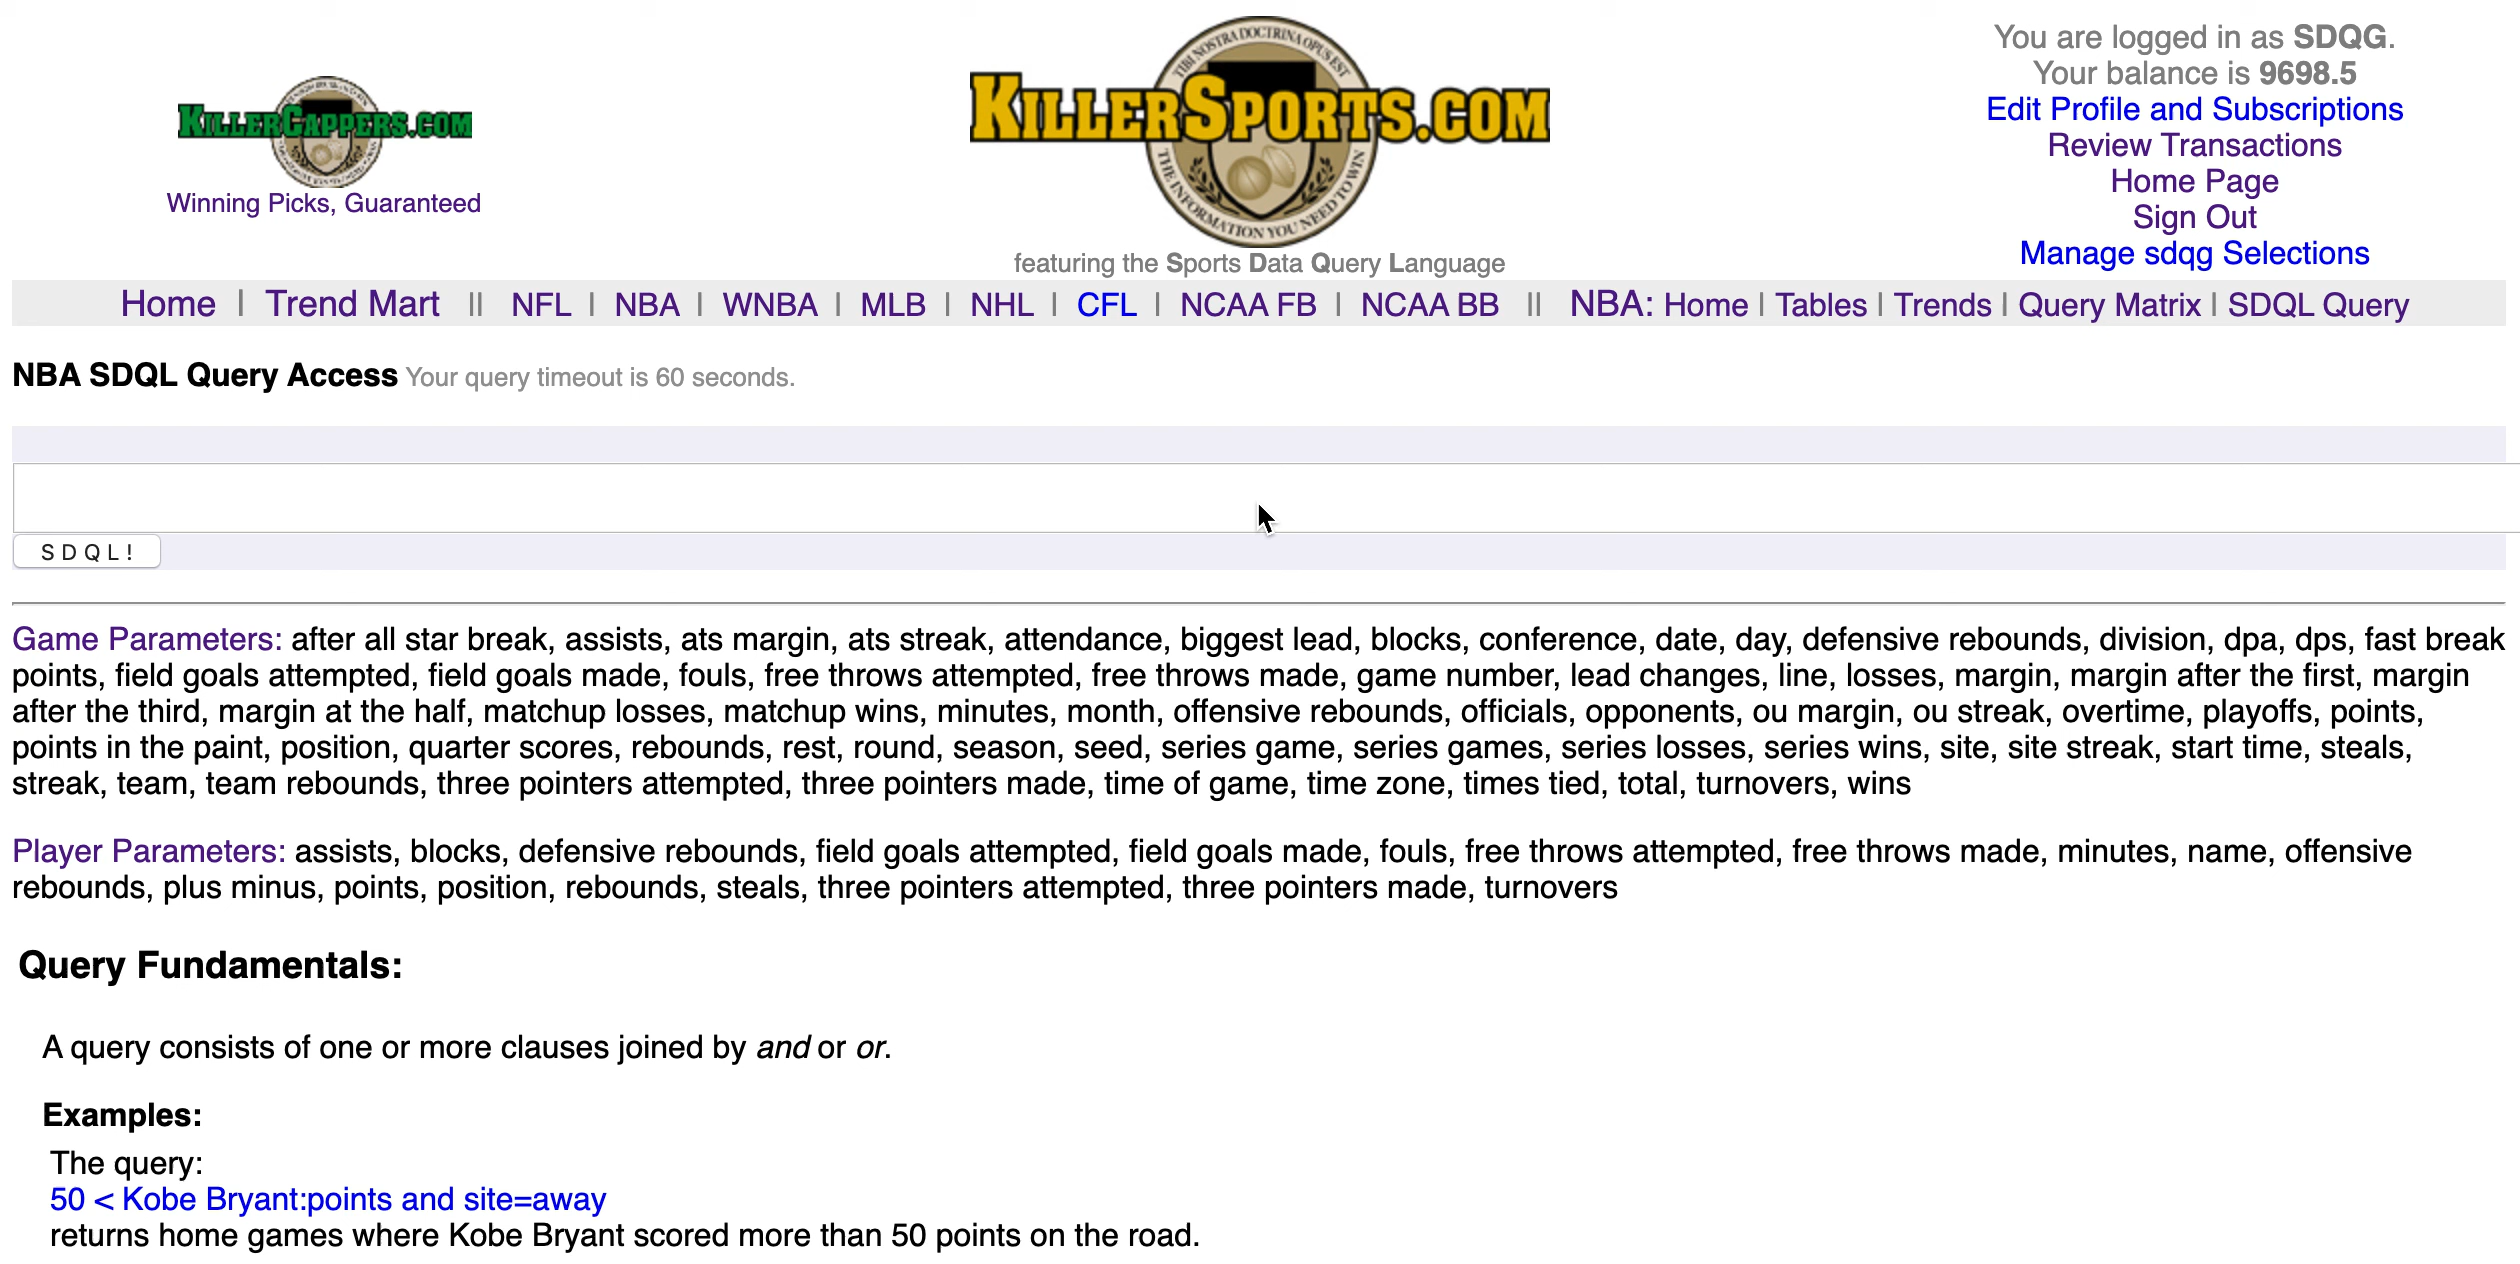 KILLERCAPPERS.COM
Winning Picks, Guaranteed
TIBI NOSTRA DOCTRINA OPUS EST
KILLERSPORTS.COM
THE INFORMATION YOU NEED TO WIN
featuring the Sports Data Query Language
You are logged in as SDQG.
Your balance is 9698.5
Edit Profile and Subscriptions
Review Transactions
Home Page
Sign Out
Manage sdqg Selections
Home | Trend Mart || NFL | NBA | WNBA | MLB | NHL | CFL | NCAA FB | NCAA BB || NBA: Home | Tables | Trends | Query Matrix | SDQL Query
NBA SDQL Query Access Your query timeout is 60 seconds.
S D Q L !
Game Parameters: after all star break, assists, ats margin, ats streak, attendance, biggest lead, blocks, conference, date, day, defensive rebounds, division, dpa, dps, fast break
points, field goals attempted, field goals made, fouls, free throws attempted, free throws made, game number, lead changes, line, losses, margin, margin after the first, margin
after the third, margin at the half, matchup losses, matchup wins, minutes, month, offensive rebounds, officials, opponents, ou margin, ou streak, overtime, playoffs, points,
points in the paint, position, quarter scores, rebounds, rest, round, season, seed, series game, series games, series losses, series wins, site, site streak, start time, steals,
streak, team, team rebounds, three pointers attempted, three pointers made, time of game, time zone, times tied, total, turnovers, wins
Player Parameters: assists, blocks, defensive rebounds, field goals attempted, field goals made, fouls, free throws attempted, free throws made, minutes, name, offensive
rebounds, plus minus, points, position, rebounds, steals, three pointers attempted, three pointers made, turnovers
Query Fundamentals:
A query consists of one or more clauses joined by and or or.
Examples:
The query:
50 < Kobe Bryant:points and site=away
returns home games where Kobe Bryant scored more than 50 points on the road.